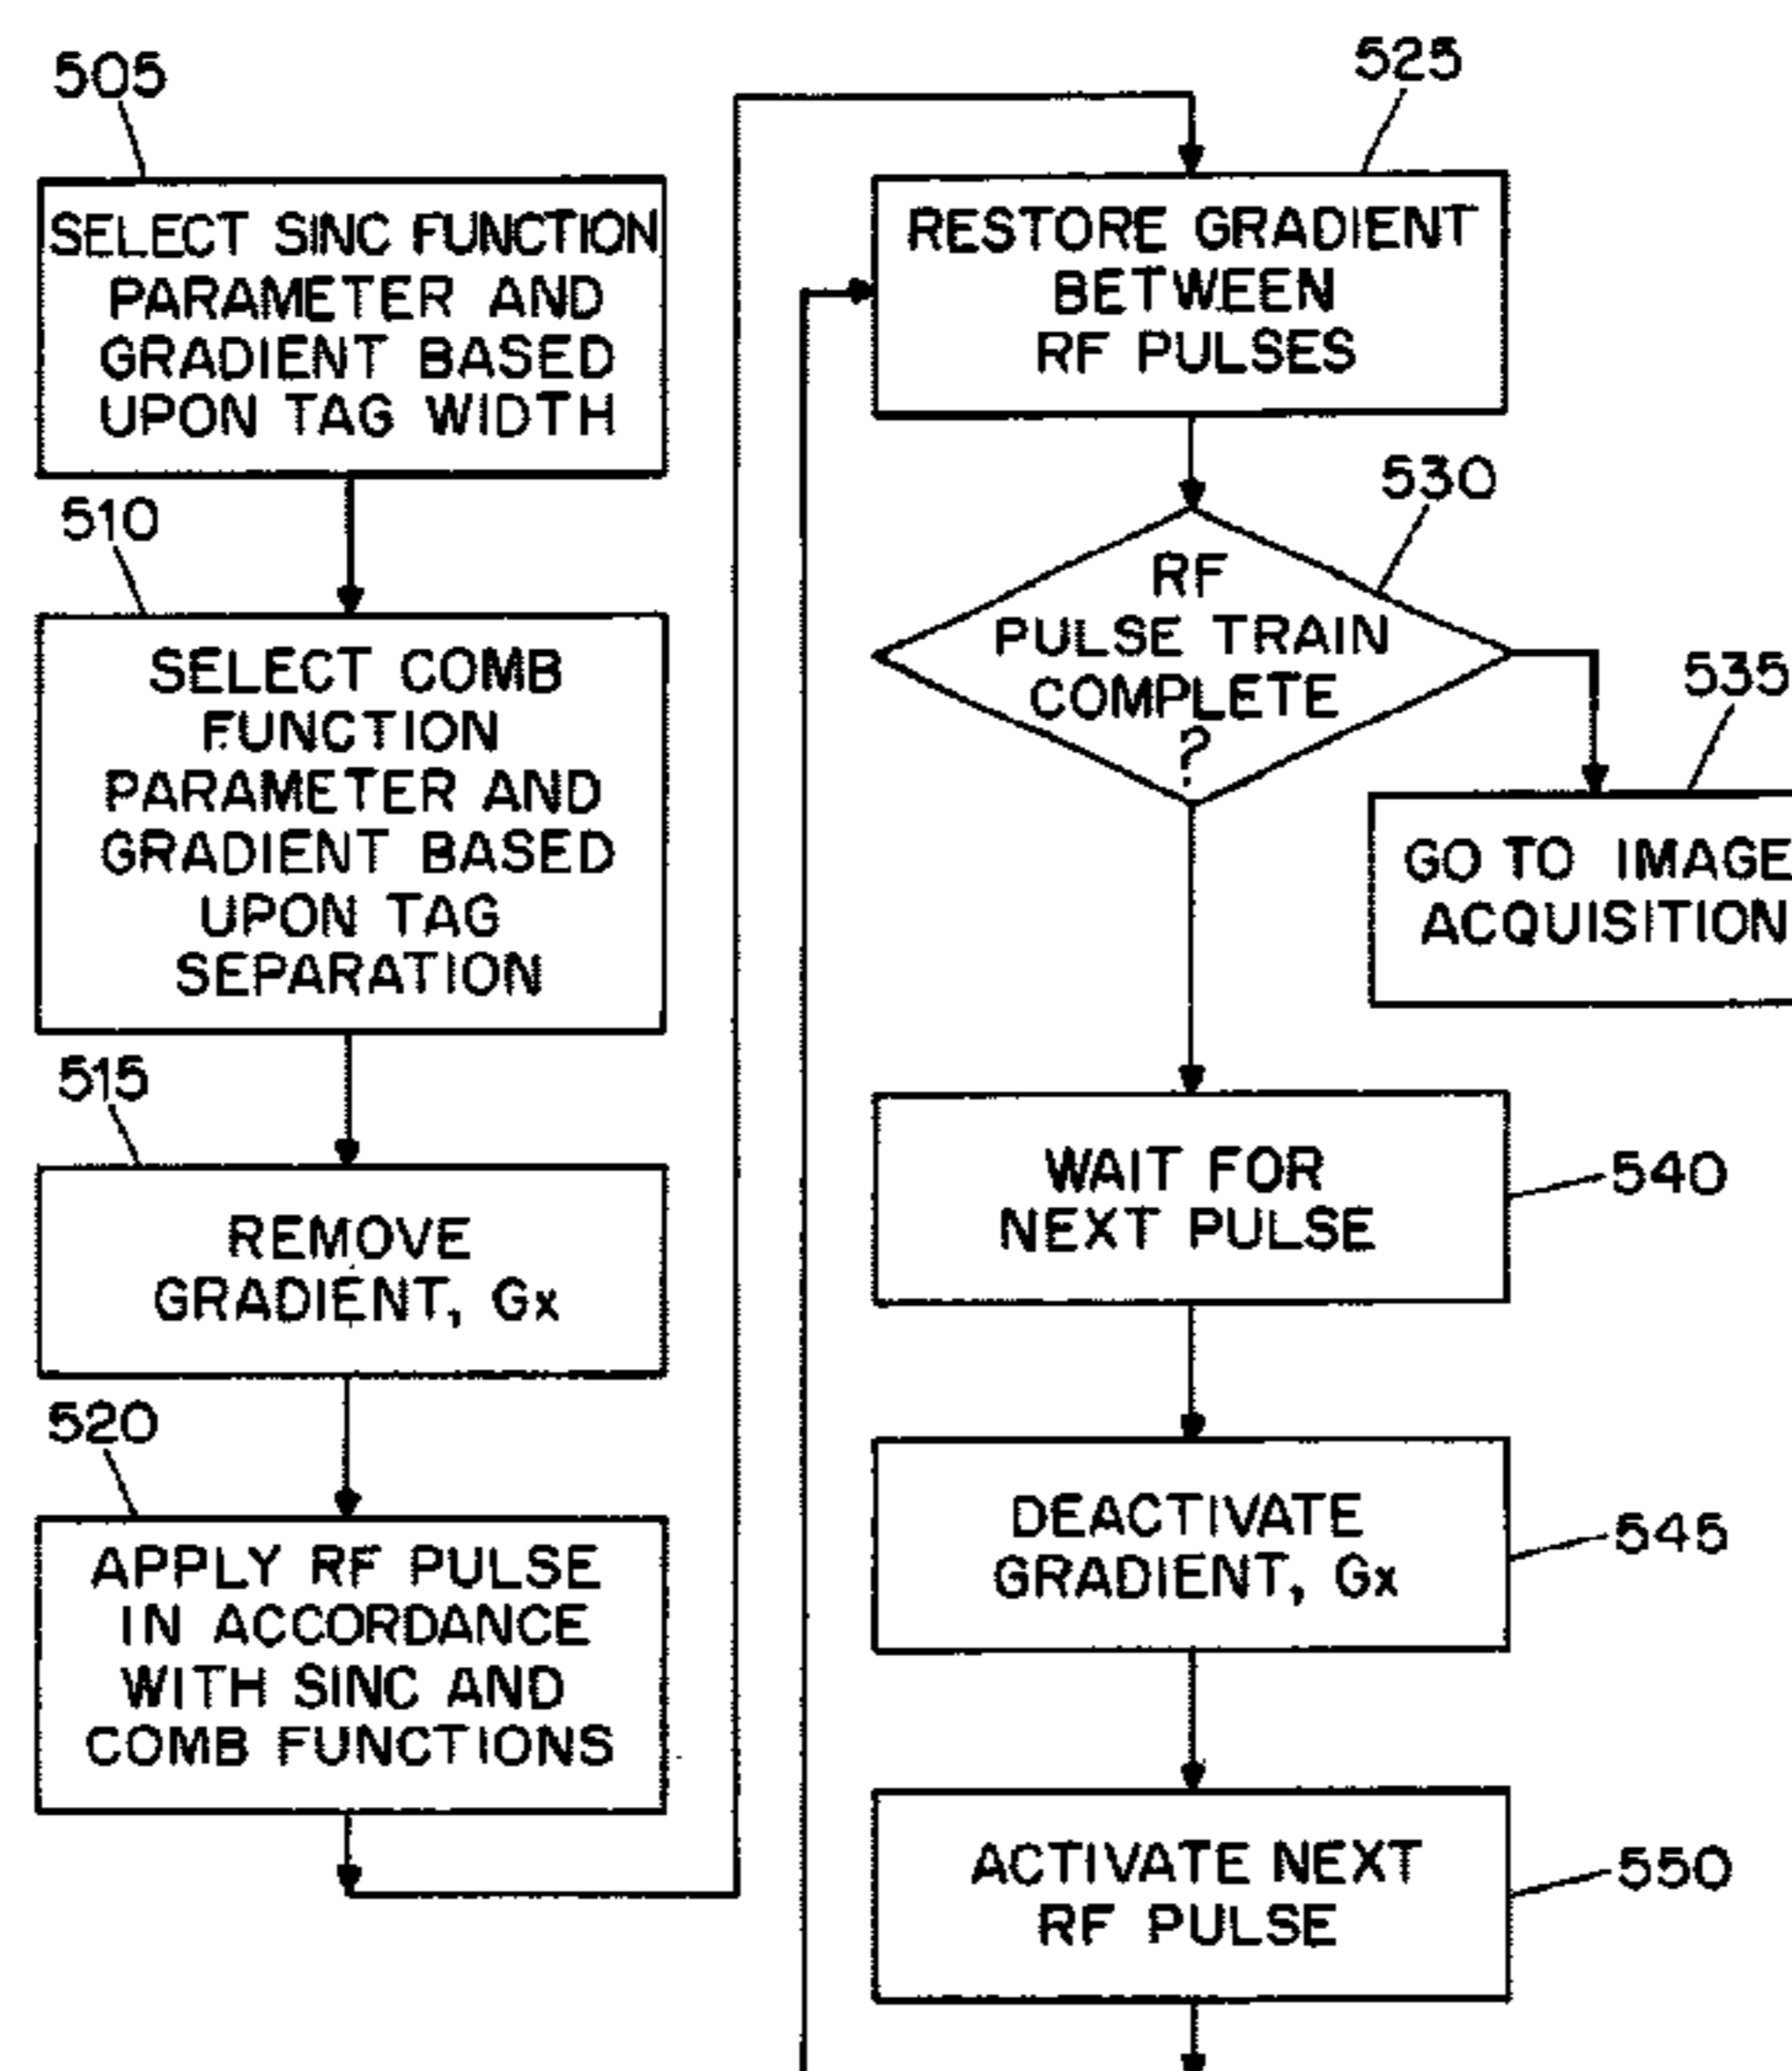 505
SELECT SINC FUNCTION
PARAMETER AND
GRADIENT BASED
UPON TAG WIDTH
510
SELECT COMB
FUNCTION
PARAMETER AND
GRADIENT BASED
UPON TAG
SEPARATION
515
REMOVE
GRADIENT, Gx
520
APPLY RF PULSE
IN ACCORDANCE
WITH SINC AND
COMB FUNCTIONS
525
RESTORE GRADIENT
BETWEEN
RF PULSES
530
RF
PULSE TRAIN
COMPLETE
?
535
GO TO IMAGE
ACQUISITION
WAIT FOR
NEXT PULSE
540
DEACTIVATE
GRADIENT, Gx
545
ACTIVATE NEXT
RF PULSE
550